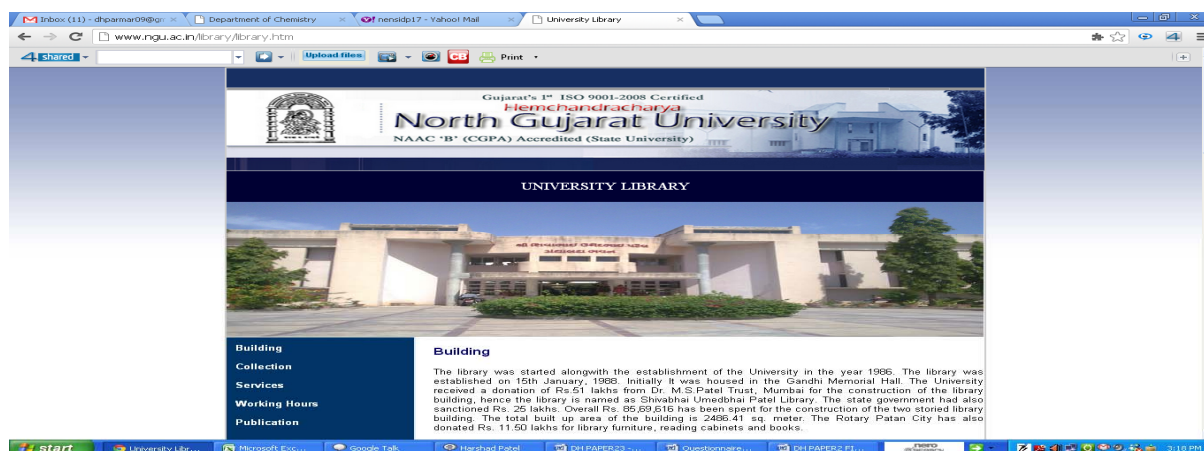 Inbox (11) - dhparmar09@gm
Department of Chemistry
nensidp17 - Yahoo! Mail
University Library
www.ngu.ac.in/library/library.htm
4 shared
Upload files
CB
Print
Gujarat's 1st ISO 9001-2008 Certified
Hemchandracharya
North Gujarat University
NAAC 'B' (CGPA) Accredited (State University)
UNIVERSITY LIBRARY
Building
Collection
Services
Working Hours
Publication
Building
The library was started alongwith the establishment of the University in the year 1986. The library was
established on 15th January, 1988. Initially It was housed in the Gandhi Memorial Hall. The University
received a donation of Rs.51 lakhs from Dr. M.S.Patel Trust, Mumbai for the construction of the library
building, hence the library is named as Shivabhai Umedbhai Patel Library. The state government had also
sanctioned Rs. 25 lakhs. Overall Rs. 85,69,616 has been spent for the construction of the two storied library
building. The total built up area of the building is 2486.41 sq. meter. The Rotary Patan City has also
donated Rs. 11.50 lakhs for library furniture, reading cabinets and books.
start
University Libr...
Microsoft Exc...
Google Talk
Harshad Patel
DH PAPER23 -...
Questionnaire...
DH PAPER2 FI...
nero
3:10 PM